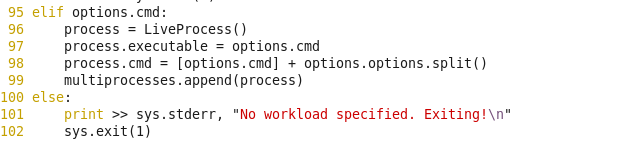 95 elif options.cmd:
96     process = LiveProcess()
97     process.executable = options.cmd
98     process.cmd = [options.cmd] + options.options.split()
99     multiprocesses.append(process)
100 else:
101     print >> sys.stderr, "No workload specified. Exiting!\n"
102     sys.exit(1)